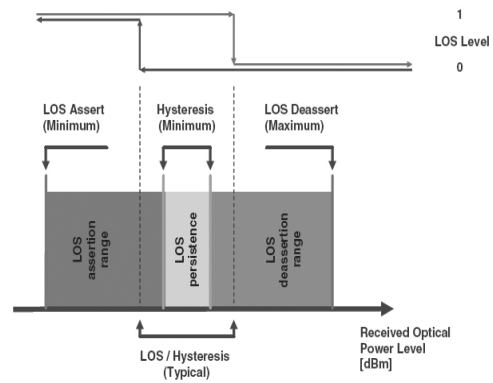 1
LOS Level
0
LOS Assert
(Minimum)
Hysteresis
(Minimum)
LOS Deassert
(Maximum)
LOS
assertion
range
LOS
persistence
LOS
deassertion
range
LOS / Hysteresis
(Typical)
Received Optical
Power Level
[dBm]